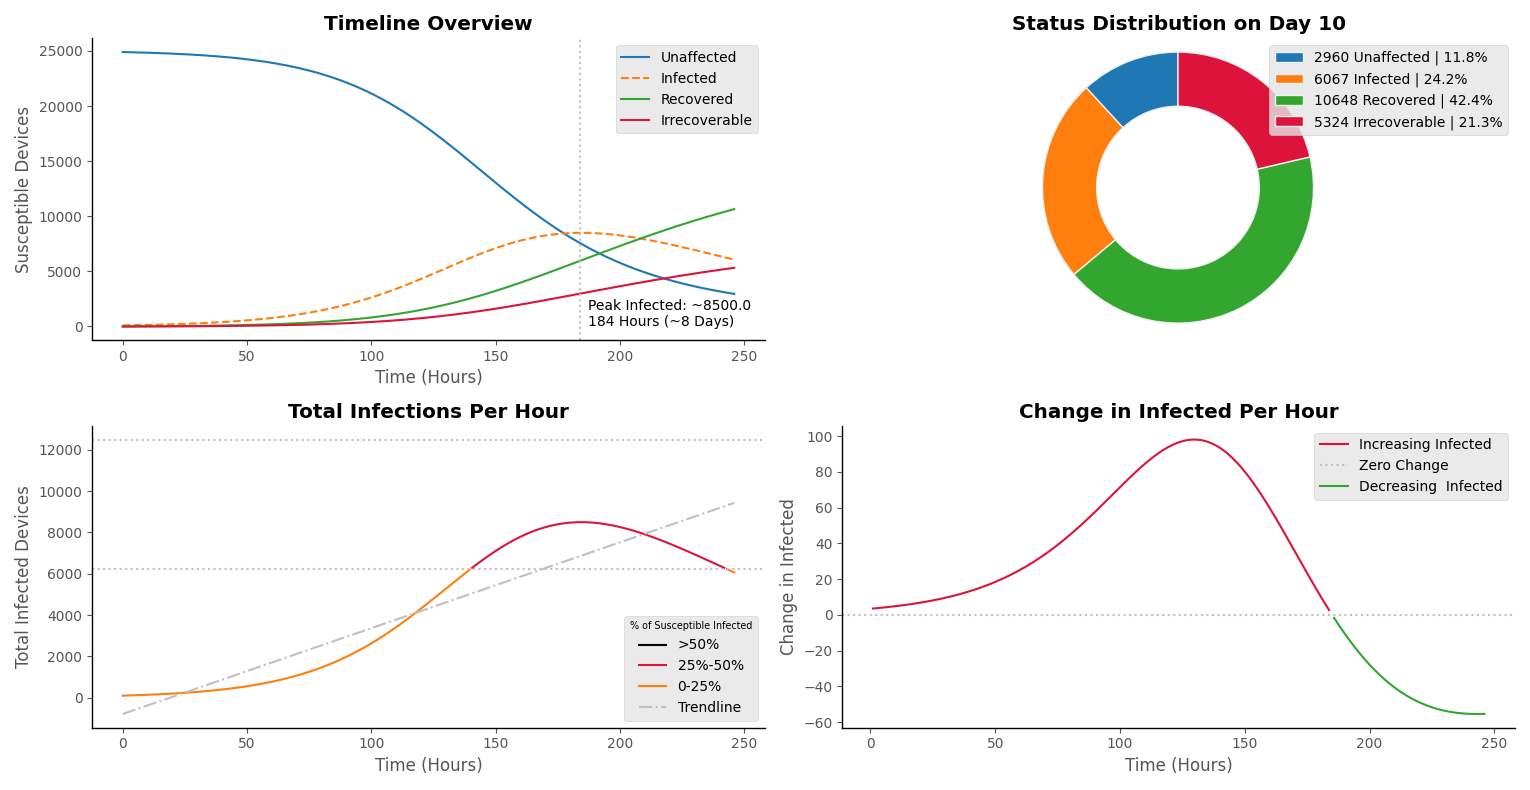 Timeline Overview
Susceptible Devices
25000
20000
15000
10000
5000
0
Unaffected
Infected
Recovered
Irrecoverable
Peak Infected: ~8500.0
184 Hours (~8 Days)
0 50 100 150 200 250
Time (Hours)
Status Distribution on Day 10
2960 Unaffected | 11.8%
6067 Infected | 24.2%
10648 Recovered | 42.4%
5324 Irrecoverable | 21.3%
Total Infections Per Hour
Total Infected Devices
12000
10000
8000
6000
4000
2000
0
% of Susceptible Infected
>50%
25%-50%
0-25%
Trendline
0 50 100 150 200 250
Time (Hours)
Change in Infected Per Hour
Change in Infected
100
80
60
40
20
0
−20
−40
−60
Increasing Infected
Zero Change
Decreasing  Infected
0 50 100 150 200 250
Time (Hours)